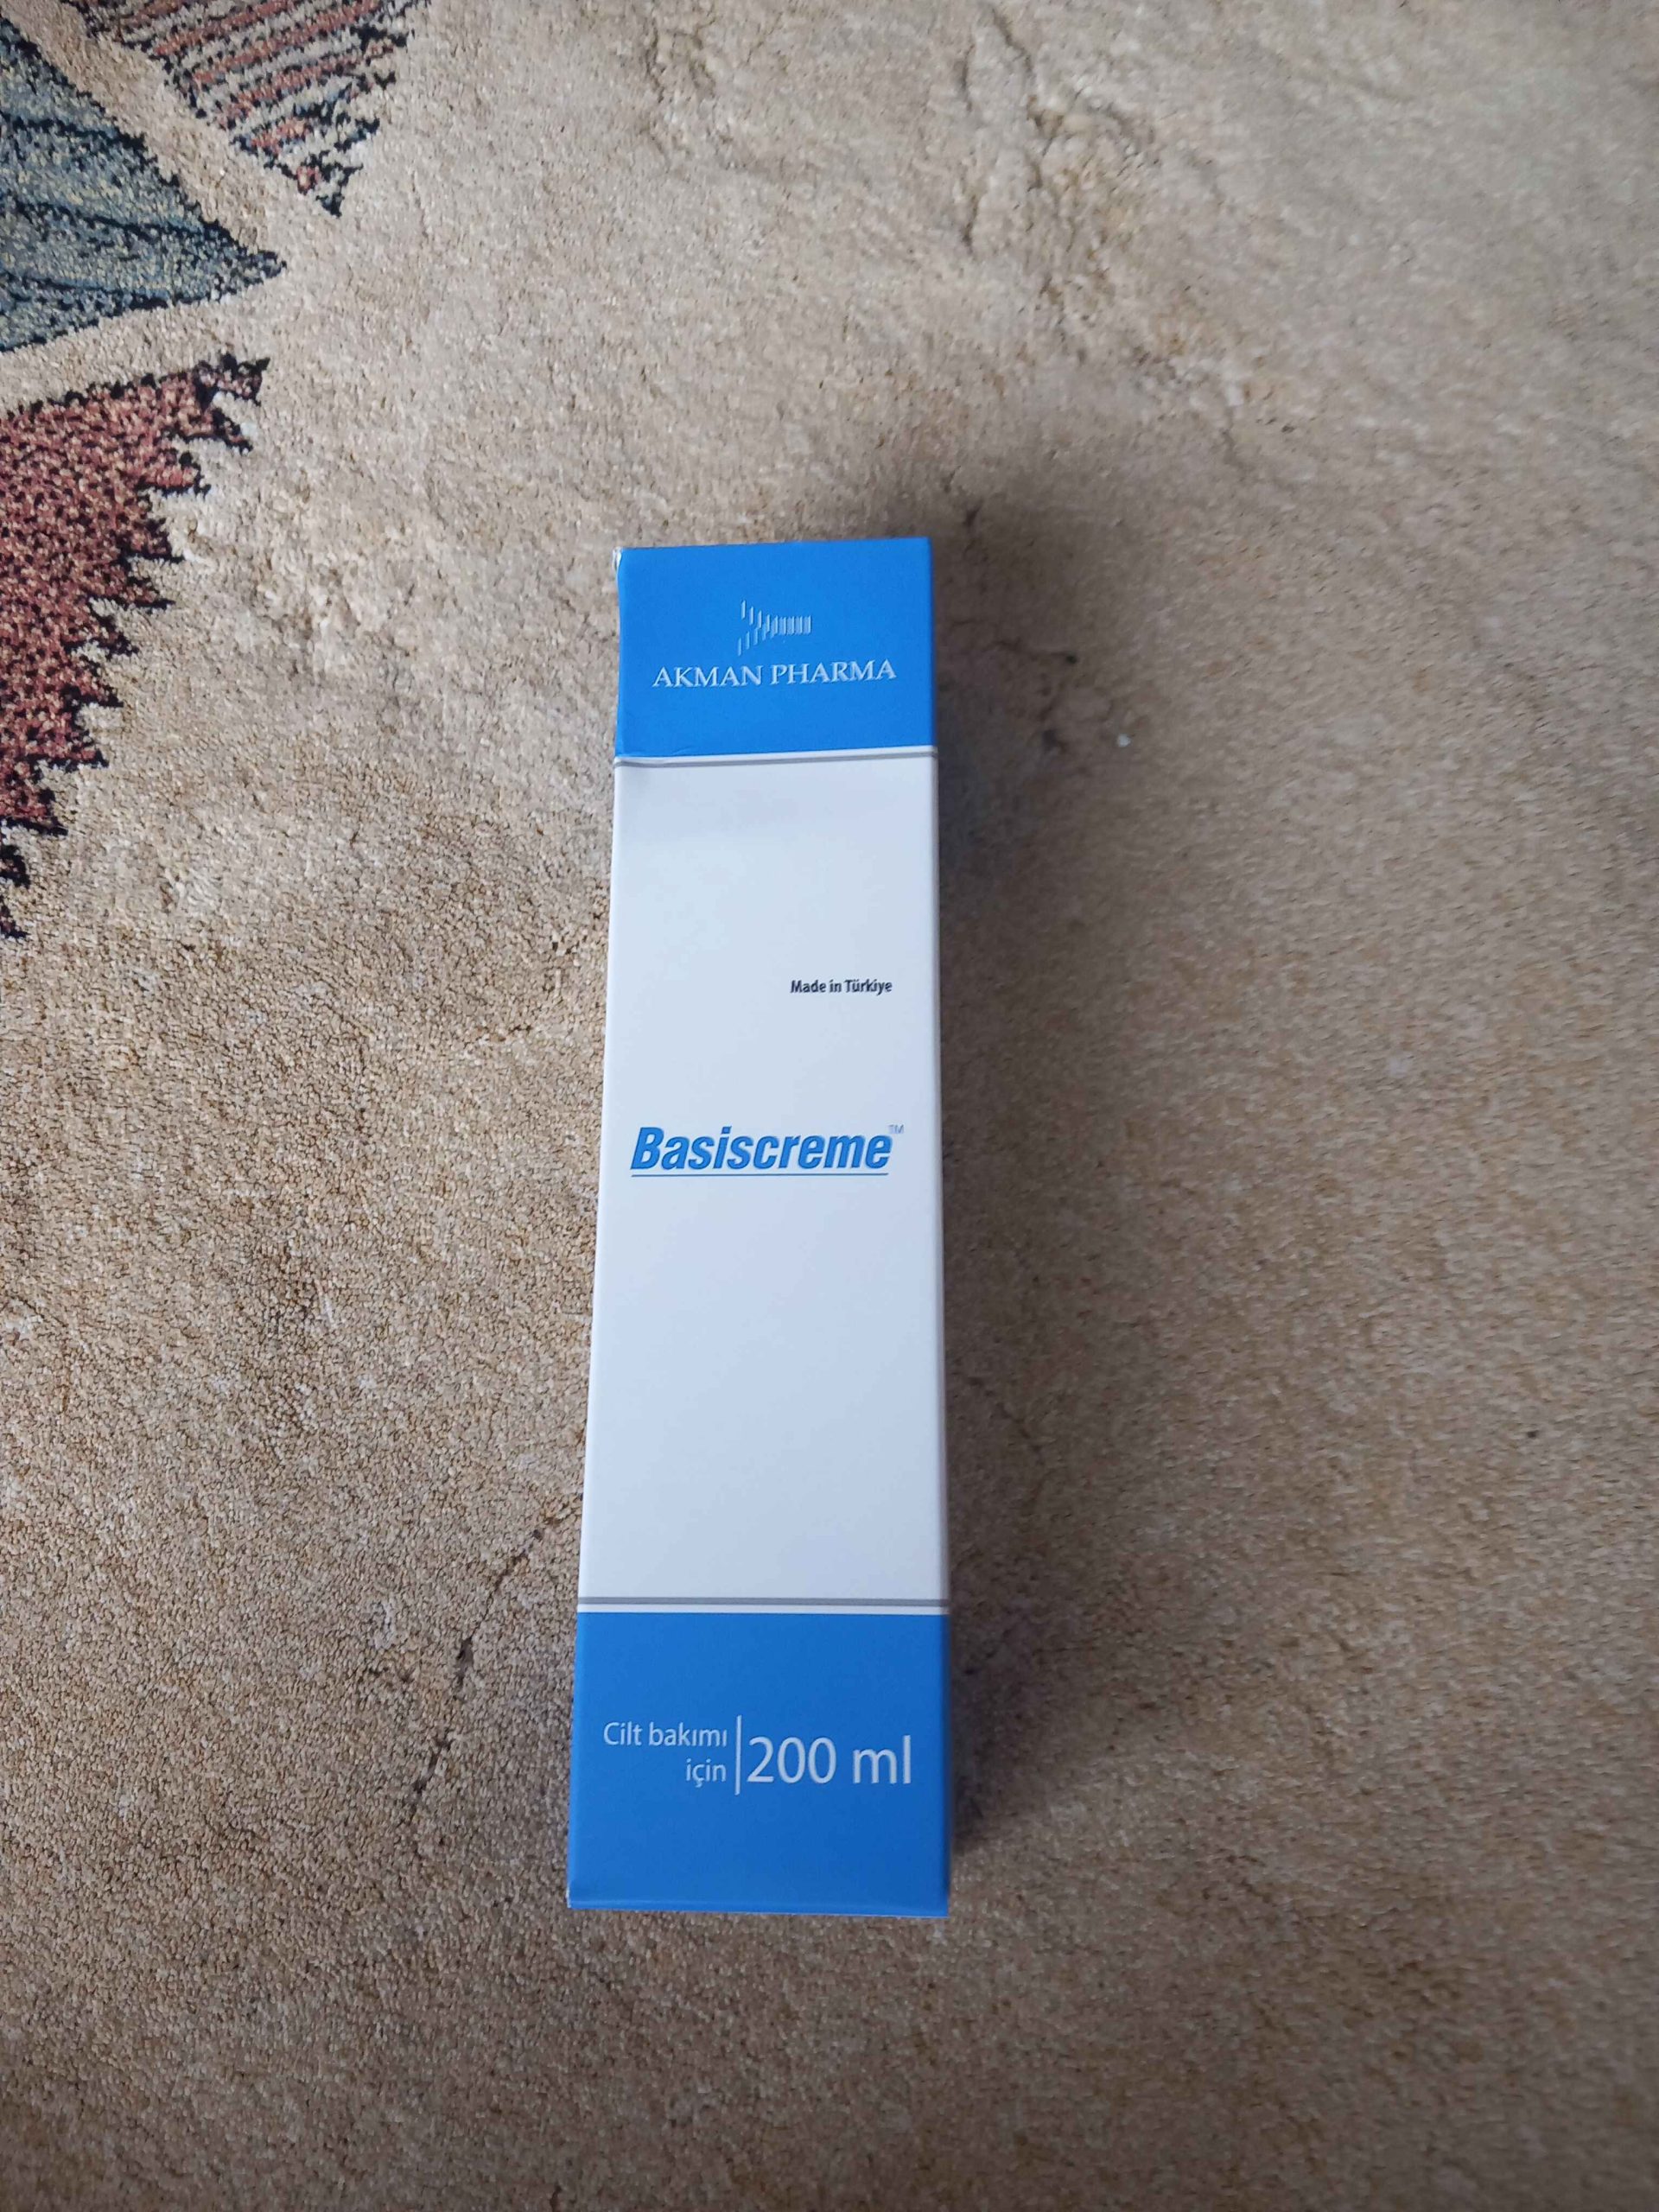 AKMAN PHARMA
Made in Türkiye
Basiscreme™
Cilt bakımı
için
200 ml